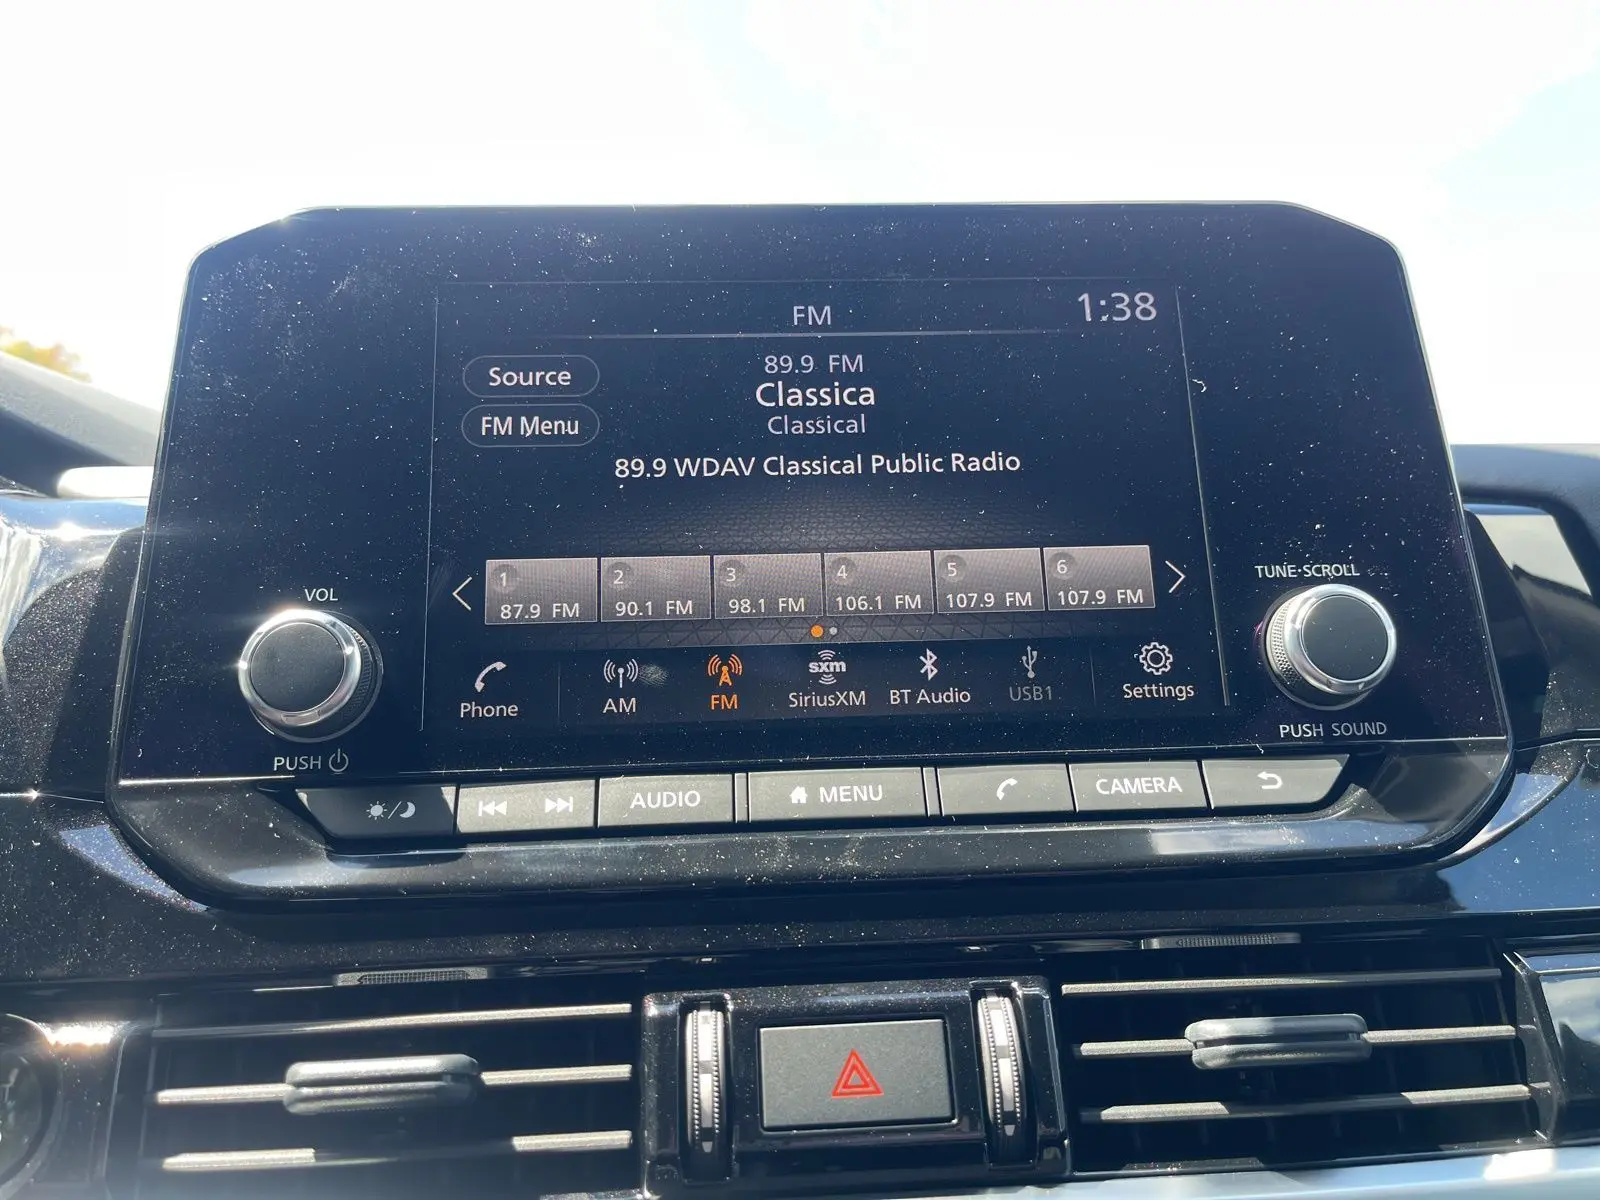 FM
1:38
Source
89.9 FM
Classica
FM Menu
Classical
89.9 WDAV Classical Public Radio
1
87.9 FM
2
90.1 FM
3
98.1 FM
4
106.1 FM
5
107.9 FM
6
107.9 FM
VOL
PUSH
TUNE·SCROLL
PUSH SOUND
Phone
AM
FM
sxm
SiriusXM
BT Audio
USB1
Settings
AUDIO
MENU
CAMERA